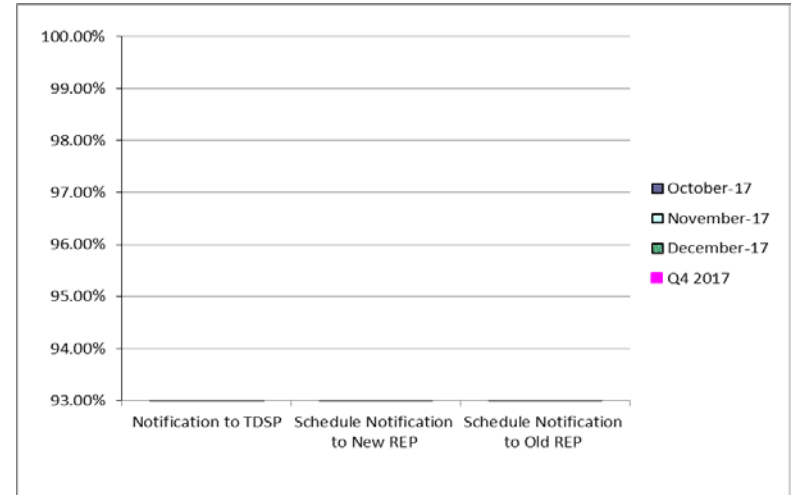 100.00%
99.00%
98.00%
97.00%
96.00%
95.00%
94.00%
93.00%
Notification to TDSP
Schedule Notification
to New REP
Schedule Notification
to Old REP
October-17
November-17
December-17
Q4 2017